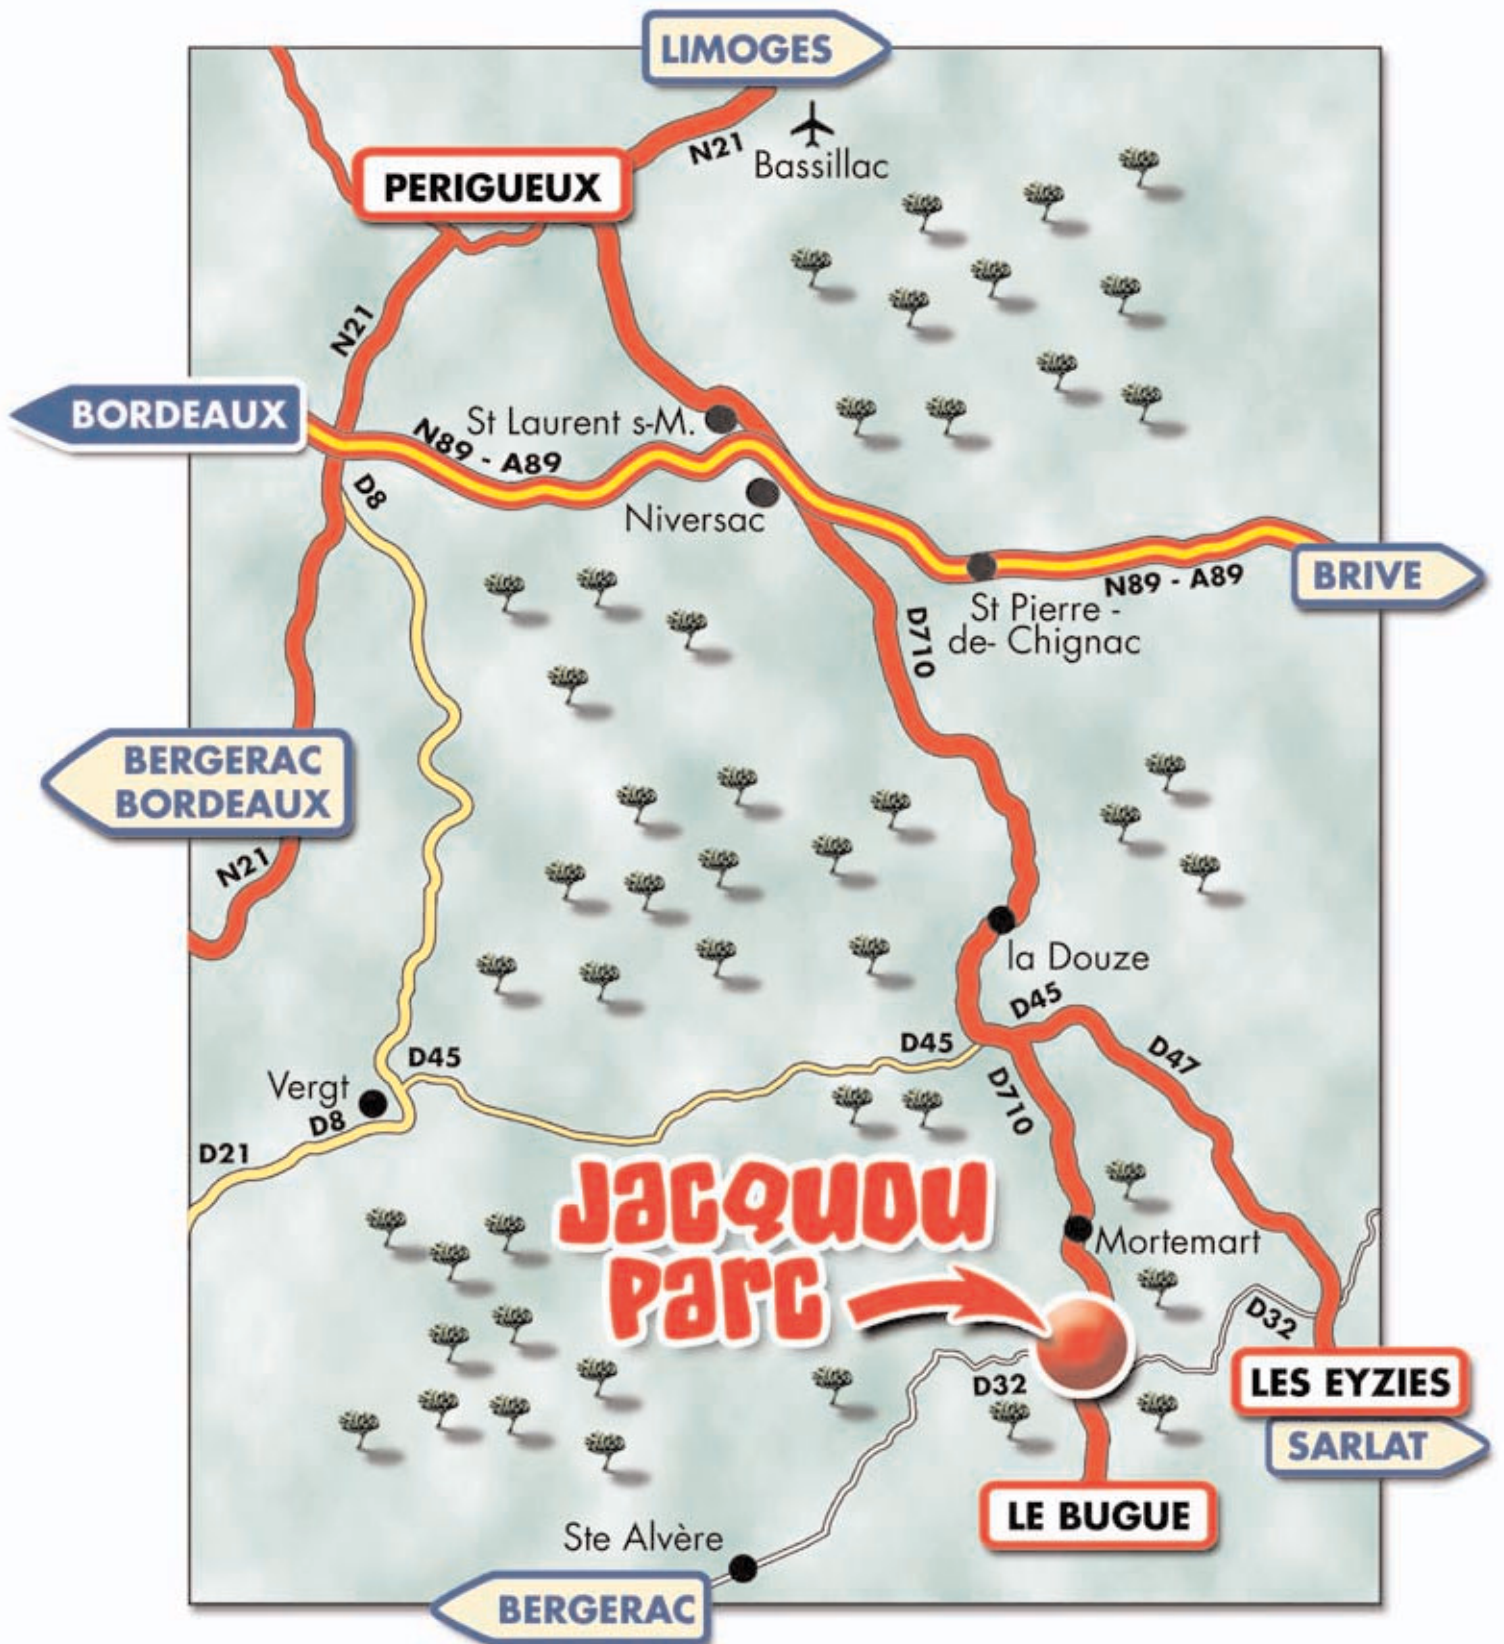 LIMOGES
N21
Bassillac
PERIGUEUX
N21
BORDEAUX
St Laurent s-M.
N89 - A89
D8
Niversac
BRIVE
N89 - A89
St Pierre -
de- Chignac
D710
BERGERAC
BORDEAUX
N21
la Douze
D45
D47
D45
D45
Vergt
D8
D21
D710
JACQUOU
PARC
Mortemart
D32
D32
LES EYZIES
SARLAT
LE BUGUE
Ste Alvère
BERGERAC